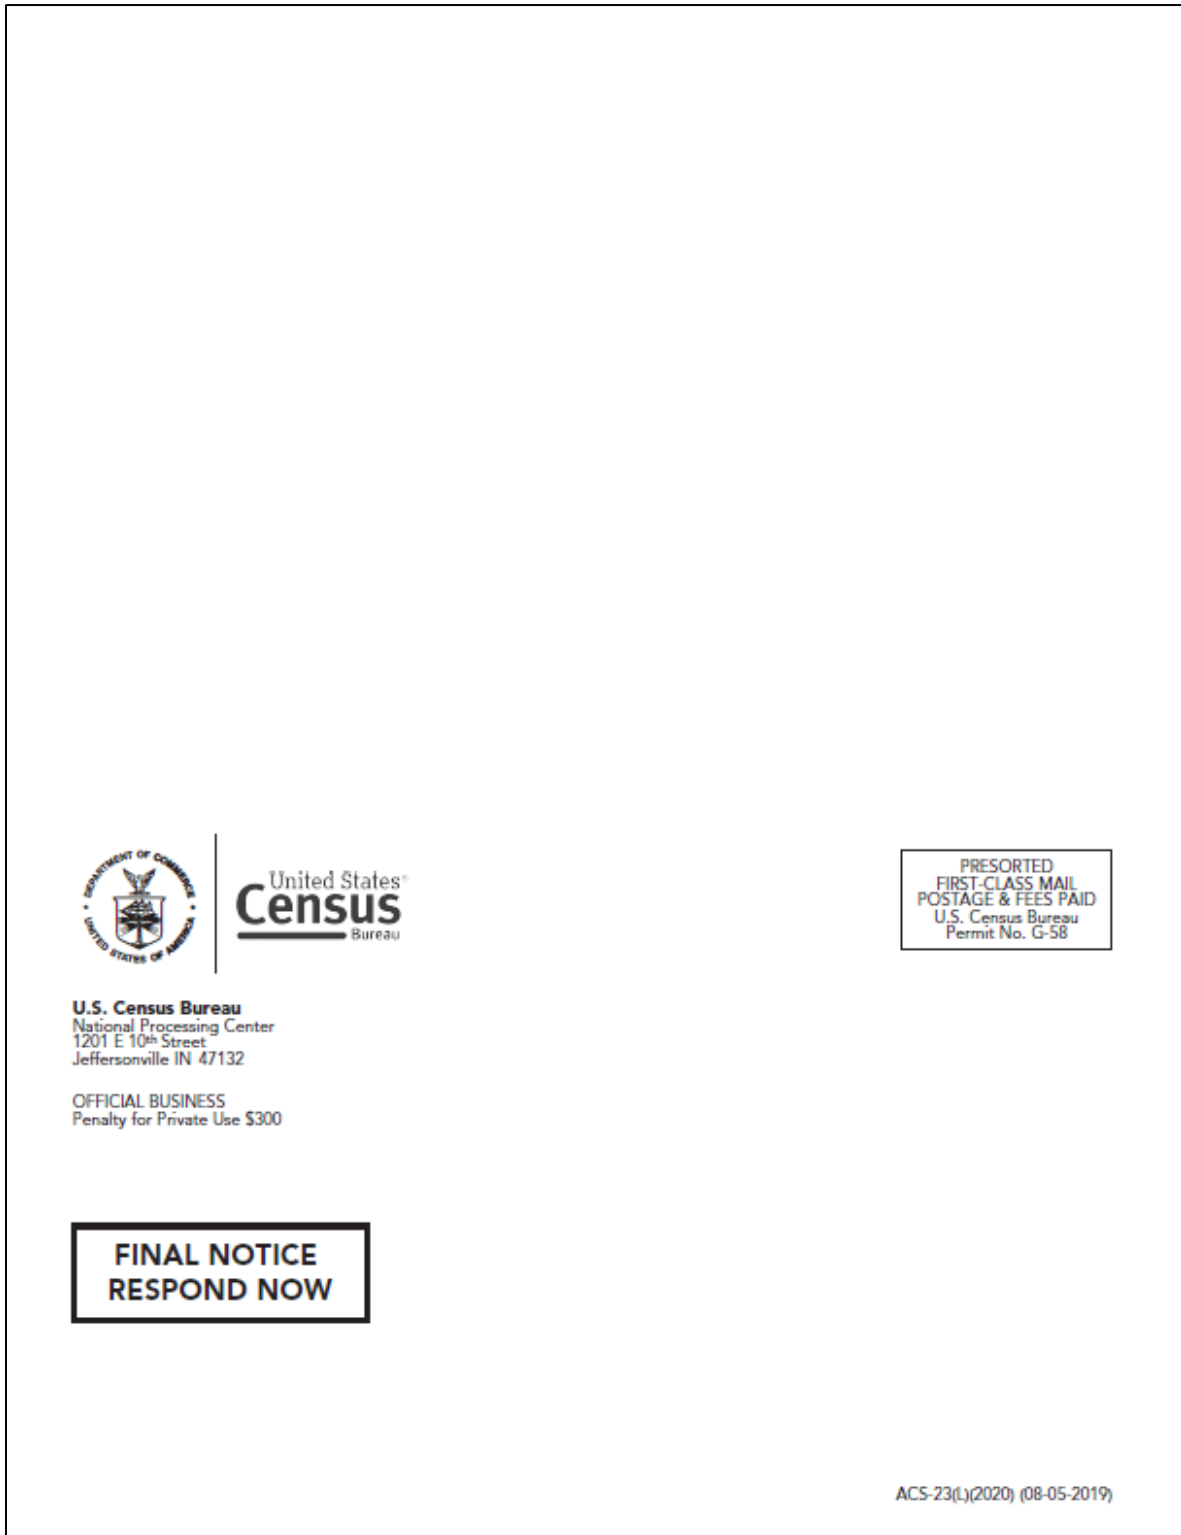 DEPARTMENT OF COMMERCE
UNITED STATES OF AMERICA
United States®
Census
Bureau
PRESORTED
FIRST-CLASS MAIL
POSTAGE & FEES PAID
U.S. Census Bureau
Permit No. G-58
U.S. Census Bureau
National Processing Center
1201 E 10th Street
Jeffersonville IN 47132
OFFICIAL BUSINESS
Penalty for Private Use $300
FINAL NOTICE
RESPOND NOW
ACS-23(L)(2020) (08-05-2019)